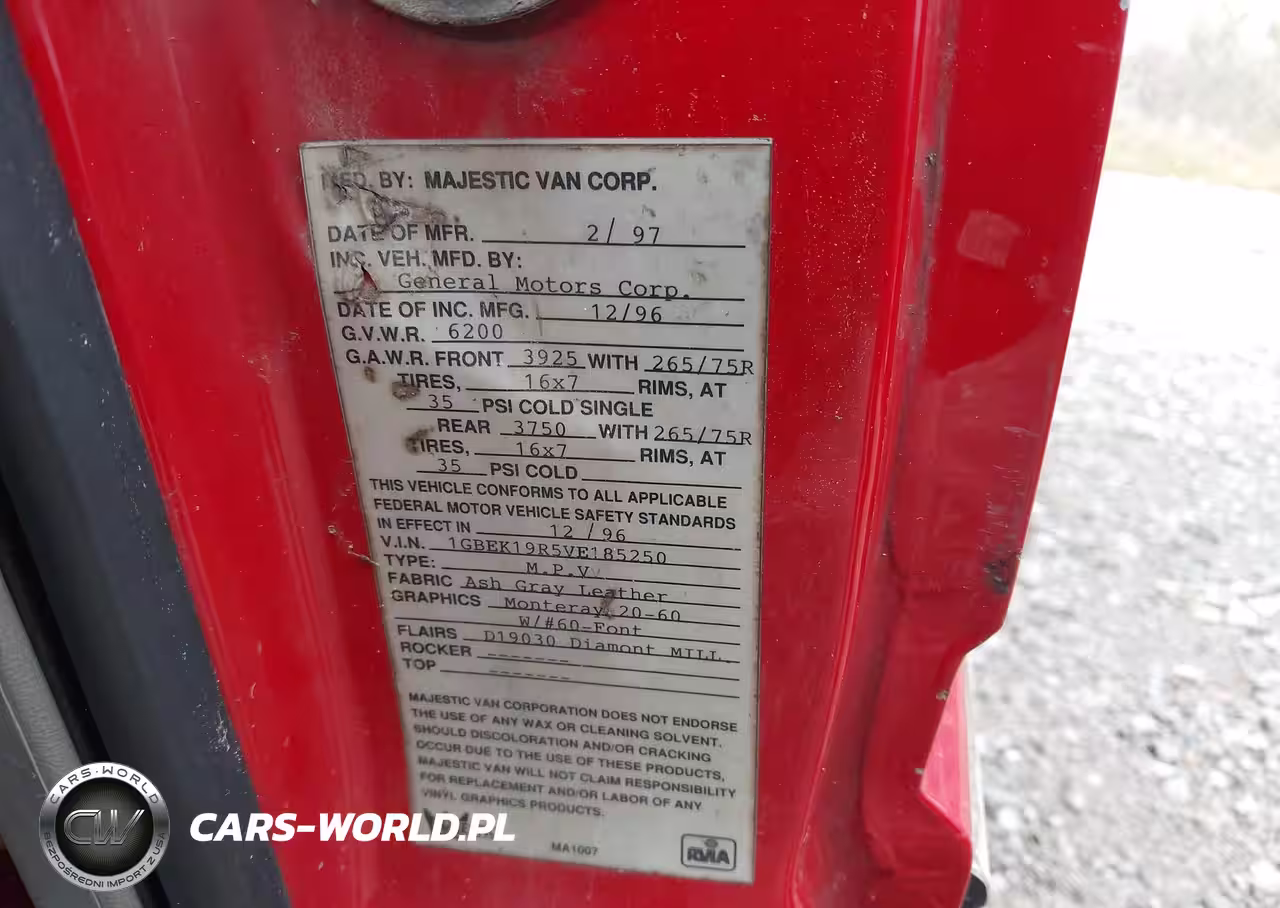 MFD. BY: MAJESTIC VAN CORP.
DATE OF MFR. 2/ 97
INC. VEH. MFD. BY:
General Motors Corp.
DATE OF INC. MFG. 12/96
G.V.W.R. 6200
G.A.W.R. FRONT 3925 WITH 265/75R
TIRES, 16x7 RIMS, AT
35 PSI COLD SINGLE
REAR 3750 WITH 265/75R
TIRES, 16x7 RIMS, AT
35 PSI COLD
THIS VEHICLE CONFORMS TO ALL APPLICABLE
FEDERAL MOTOR VEHICLE SAFETY STANDARDS
IN EFFECT IN 12 / 96
V.I.N. 1GBEK19R5VE185250
TYPE: M.P.V.
FABRIC Ash Gray Leather
GRAPHICS Monteray 20-60
W/#60-Font
FLAIRS D19030 Diamont MILL.
ROCKER -------
TOP -------
MAJESTIC VAN CORPORATION DOES NOT ENDORSE
THE USE OF ANY WAX OR CLEANING SOLVENT.
SHOULD DISCOLORATION AND/OR CRACKING
OCCUR DUE TO THE USE OF THESE PRODUCTS,
MAJESTIC VAN WILL NOT CLAIM RESPONSIBILITY
FOR REPLACEMENT AND/OR LABOR OF ANY
VINYL GRAPHICS PRODUCTS.
MA1007
RVIA
CARS-WORLD
CW
BEZPOŚREDNI IMPORT Z USA
CARS-WORLD.PL